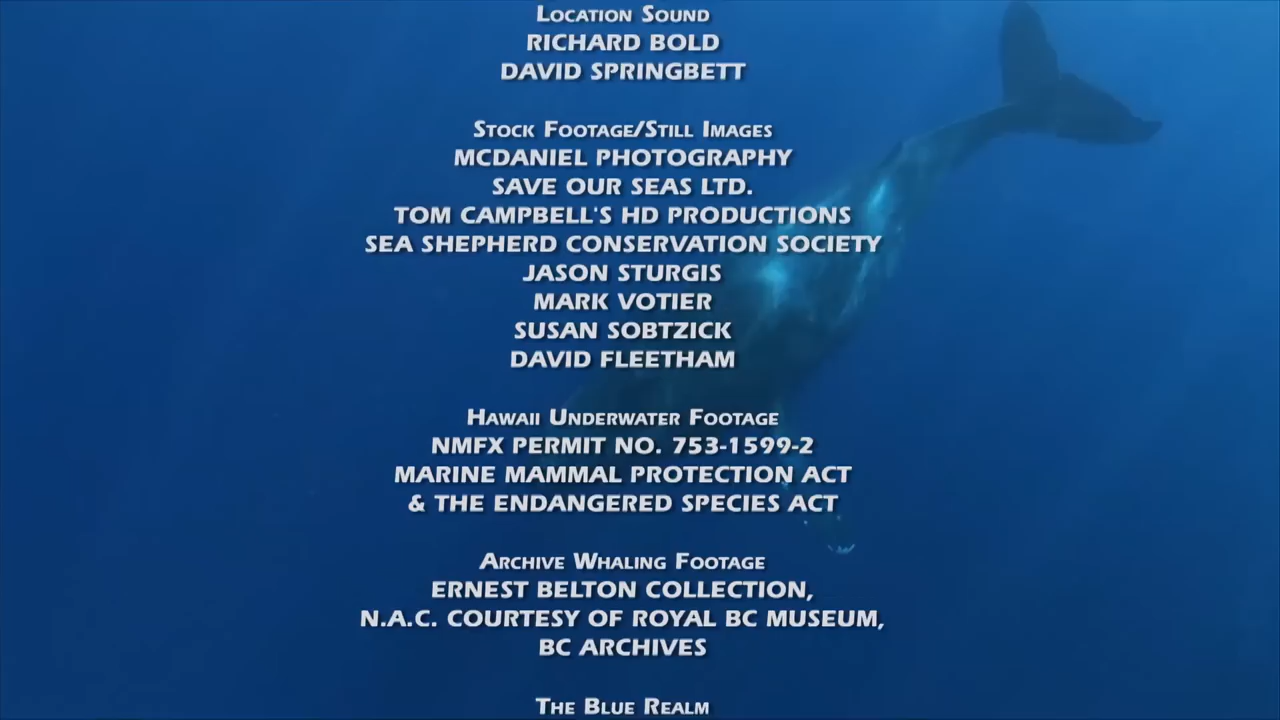 Location Sound
RICHARD BOLD
DAVID SPRINGBETT
Stock Footage/Still Images
MCDANIEL PHOTOGRAPHY
SAVE OUR SEAS LTD.
TOM CAMPBELL'S HD PRODUCTIONS
SEA SHEPHERD CONSERVATION SOCIETY
JASON STURGIS
MARK VOTIER
SUSAN SOBTZICK
DAVID FLEETHAM
Hawaii Underwater Footage
NMFX PERMIT NO. 753-1599-2
MARINE MAMMAL PROTECTION ACT
& THE ENDANGERED SPECIES ACT
Archive Whaling Footage
ERNEST BELTON COLLECTION,
N.A.C. COURTESY OF ROYAL BC MUSEUM,
BC ARCHIVES
The Blue Realm